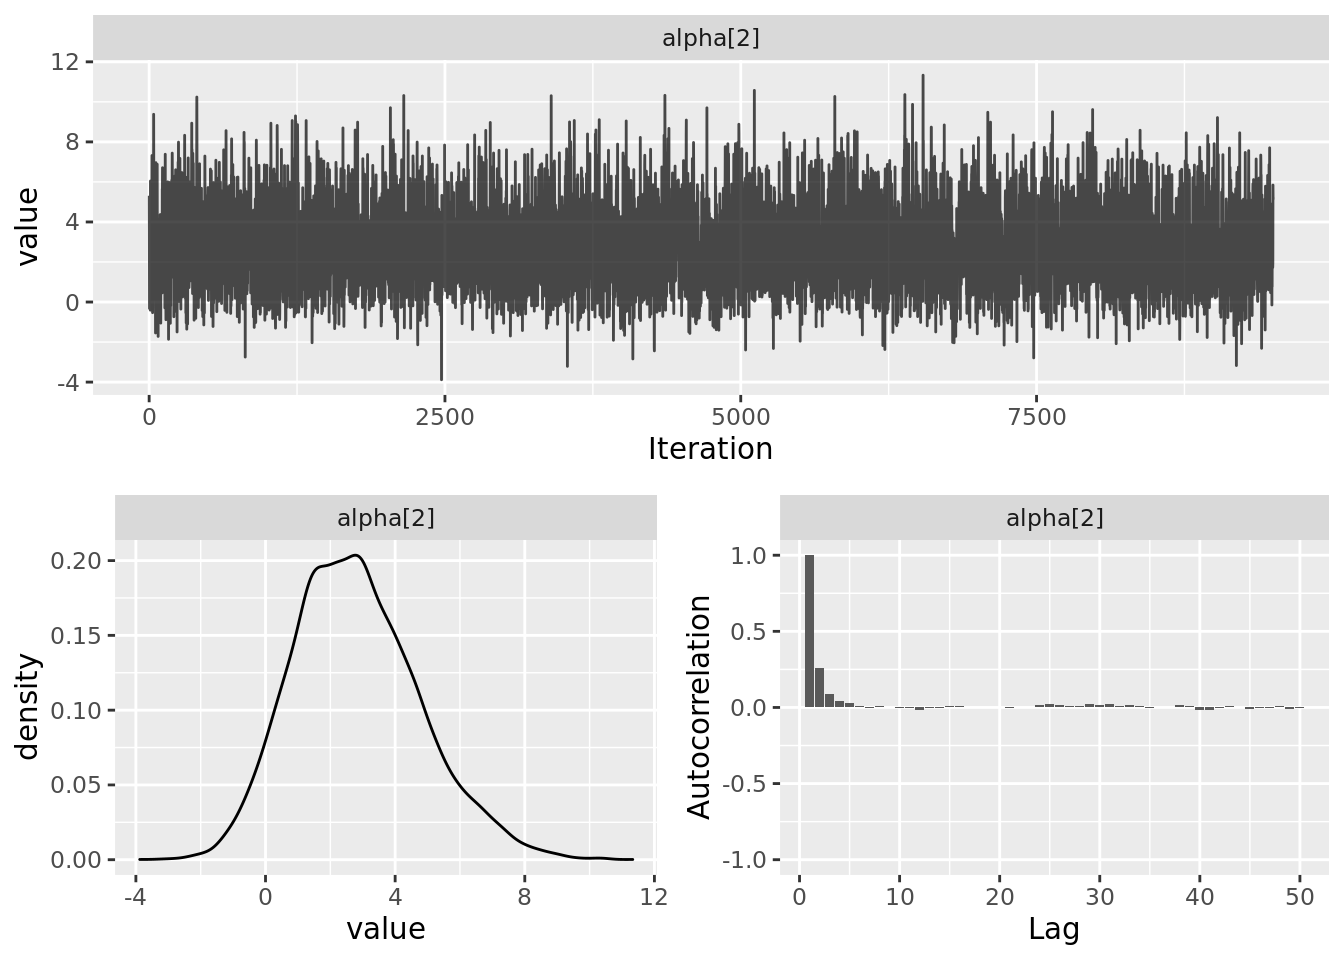 alpha[2]
12
8
4
0
-4
value
0 2500 5000 7500
Iteration
alpha[2]
0.20
0.15
0.10
0.05
0.00
density
-4 0 4 8 12
value
alpha[2]
1.0
0.5
0.0
-0.5
-1.0
Autocorrelation
0 10 20 30 40 50
Lag